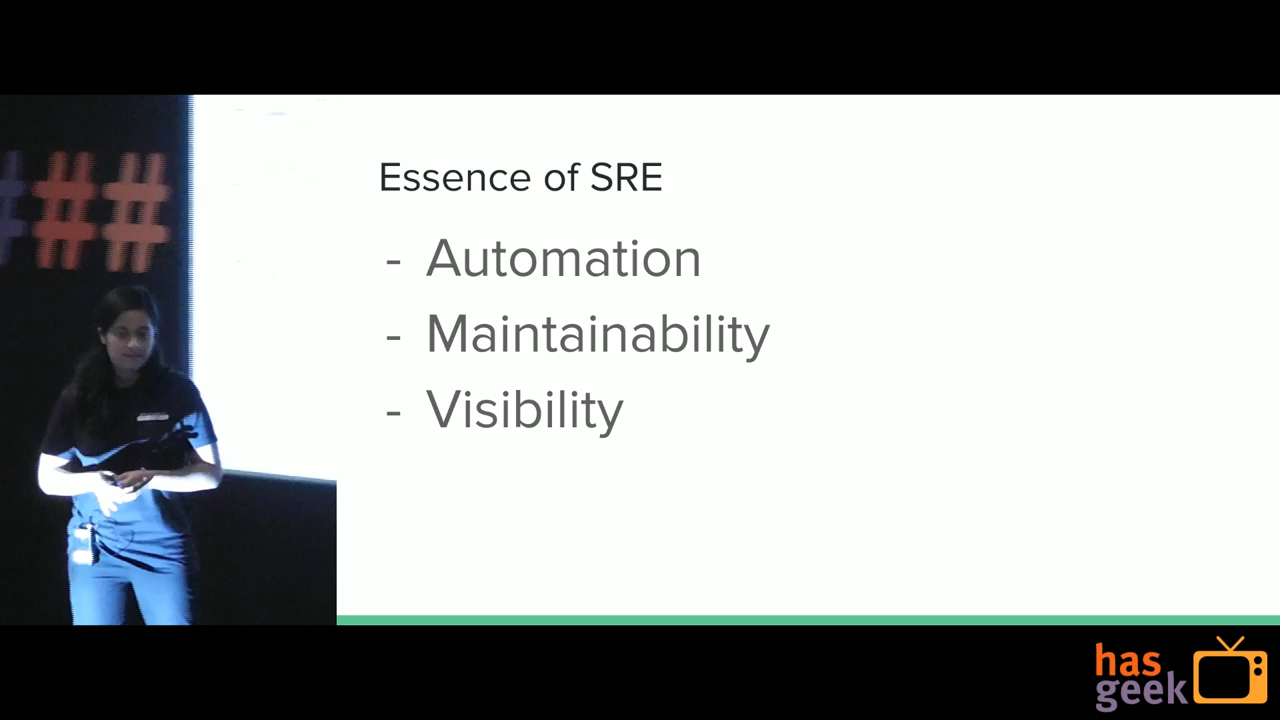 ##
Essence of SRE
- Automation
- Maintainability
- Visibility
has
geek